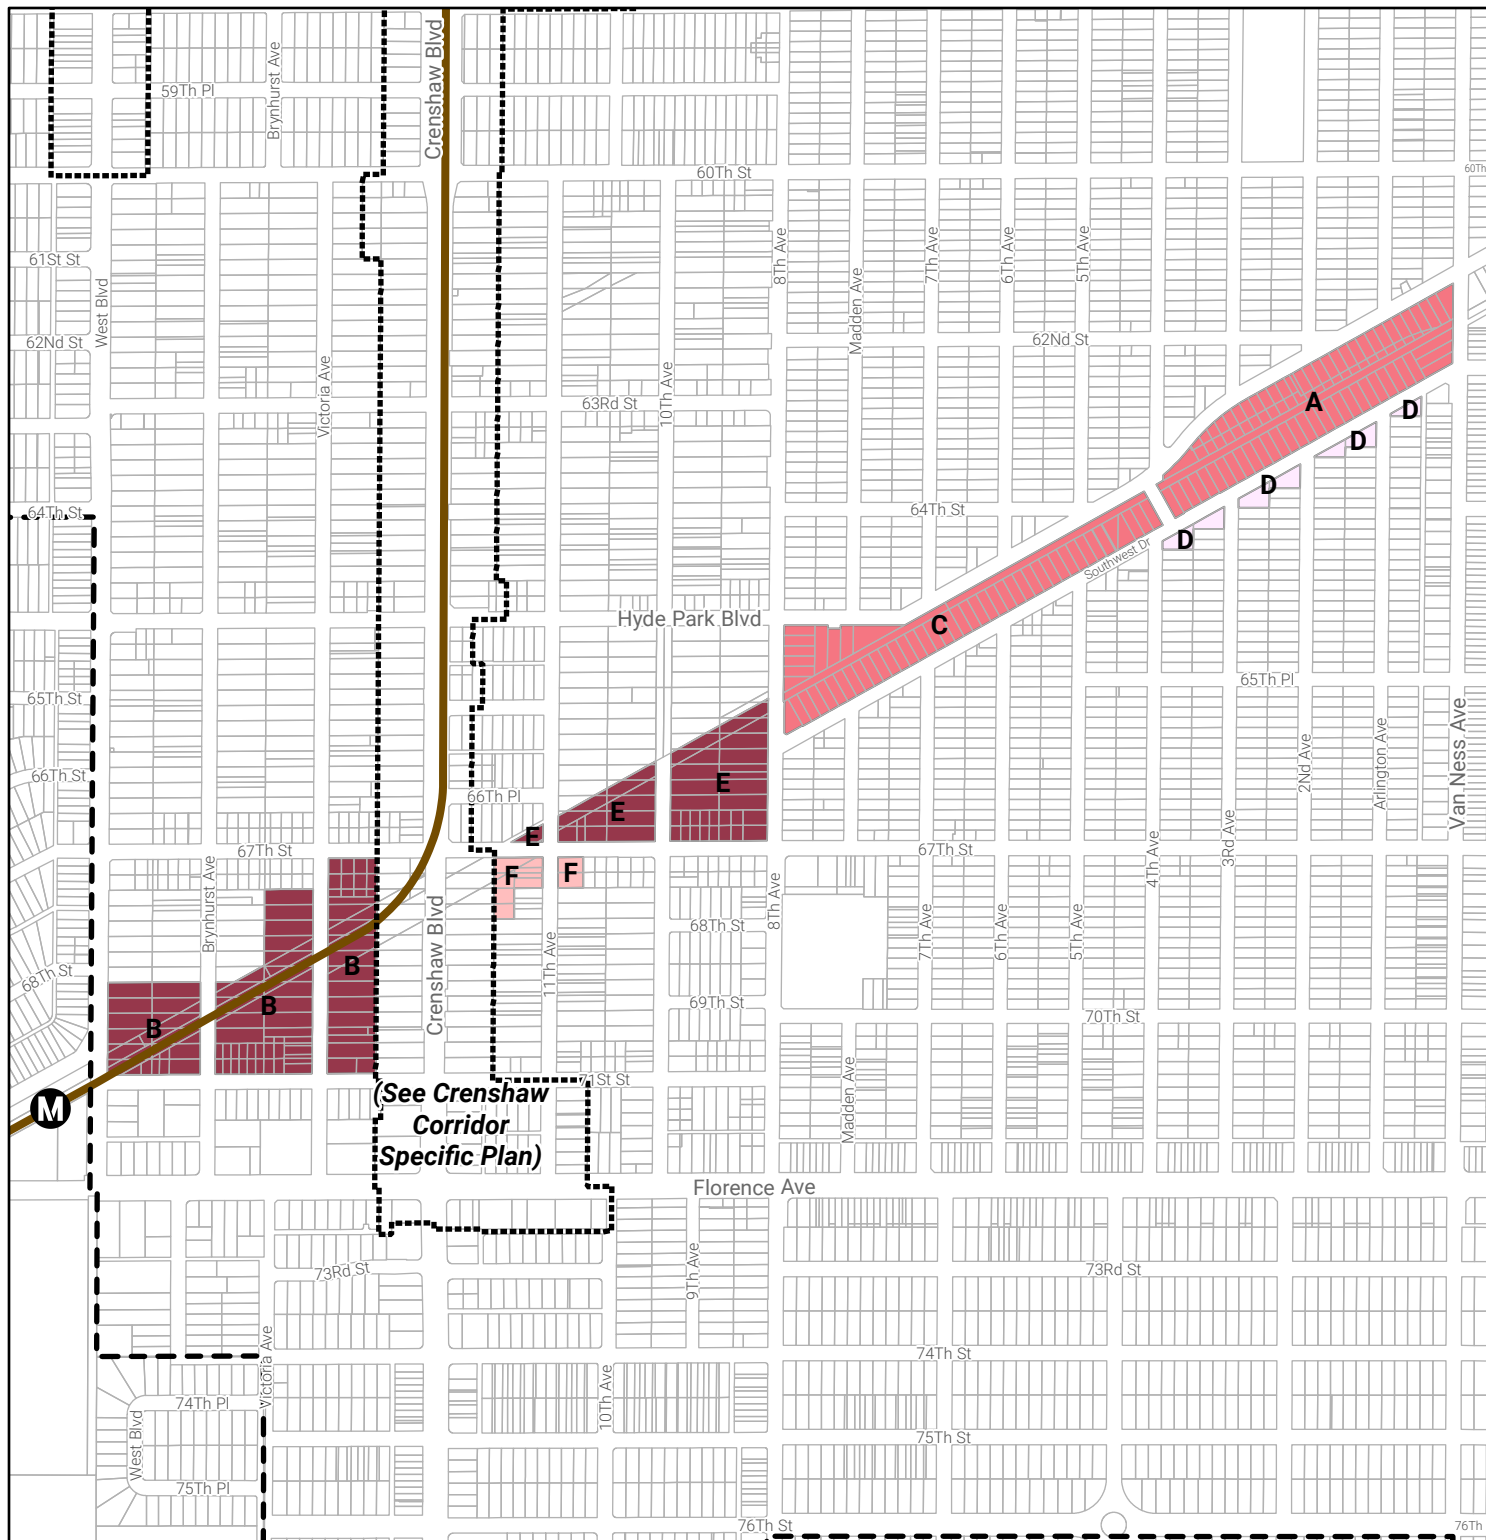 Crenshaw Blvd
Brynhurst Ave
59Th Pl
60Th St
60Th
61St St
8Th Ave
7Th Ave
6Th Ave
5Th Ave
West Blvd
Madden Ave
62Nd St
62Nd St
Victoria Ave
10Th Ave
63Rd St
A
D
D
D
D
64Th St
64Th St
Southwest Dr
Hyde Park Blvd
C
65Th St
65Th Pl
66Th St
66Th Pl
E
E
E
2Nd Ave
Arlington Ave
Van Ness Ave
67Th St
67Th St
4Th Ave
3Rd Ave
F
F
Brynhurst Ave
8Th Ave
68Th St
7Th Ave
6Th Ave
5Th Ave
Crenshaw Blvd
11Th Ave
68Th St
B
B
B
69Th St
70Th St
71St St
Madden Ave
M
(See Crenshaw
Corridor
Specific Plan)
Florence Ave
73Rd St
9Th Ave
73Rd St
Victoria Ave
74Th St
10Th Ave
74Th Pl
West Blvd
75Th St
75Th Pl
76Th St
76Th